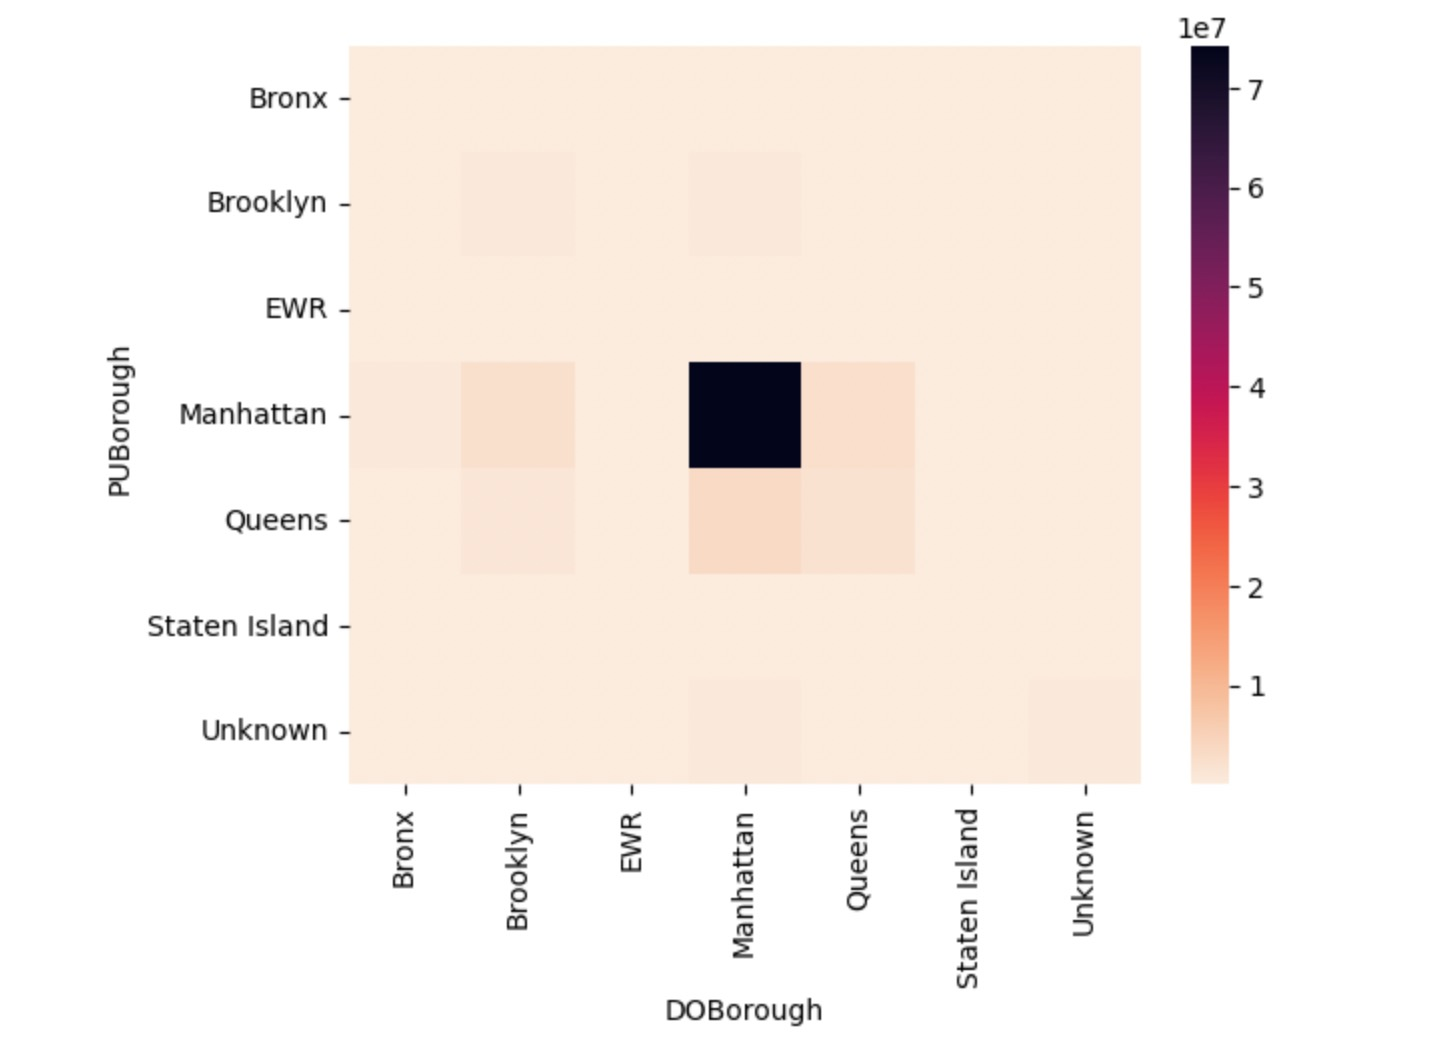 1e7
7
6
5
4
3
2
1
PUBorough
Bronx
Brooklyn
EWR
Manhattan
Queens
Staten Island
Unknown
Bronx
Brooklyn
EWR
Manhattan
Queens
Staten Island
Unknown
DOBorough